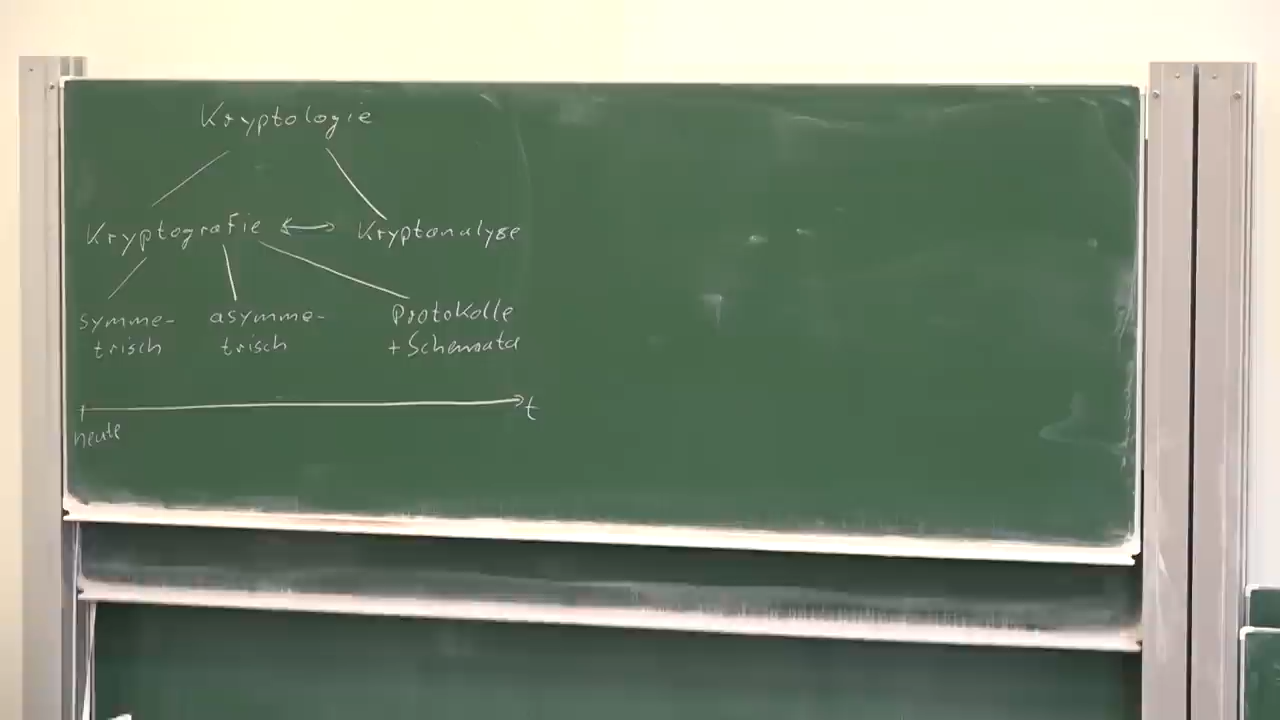 Kryptologie
Kryptografie ↔ Kryptanalyse
symme- asymme- Protokolle
trisch trisch + Schemata
t
heute